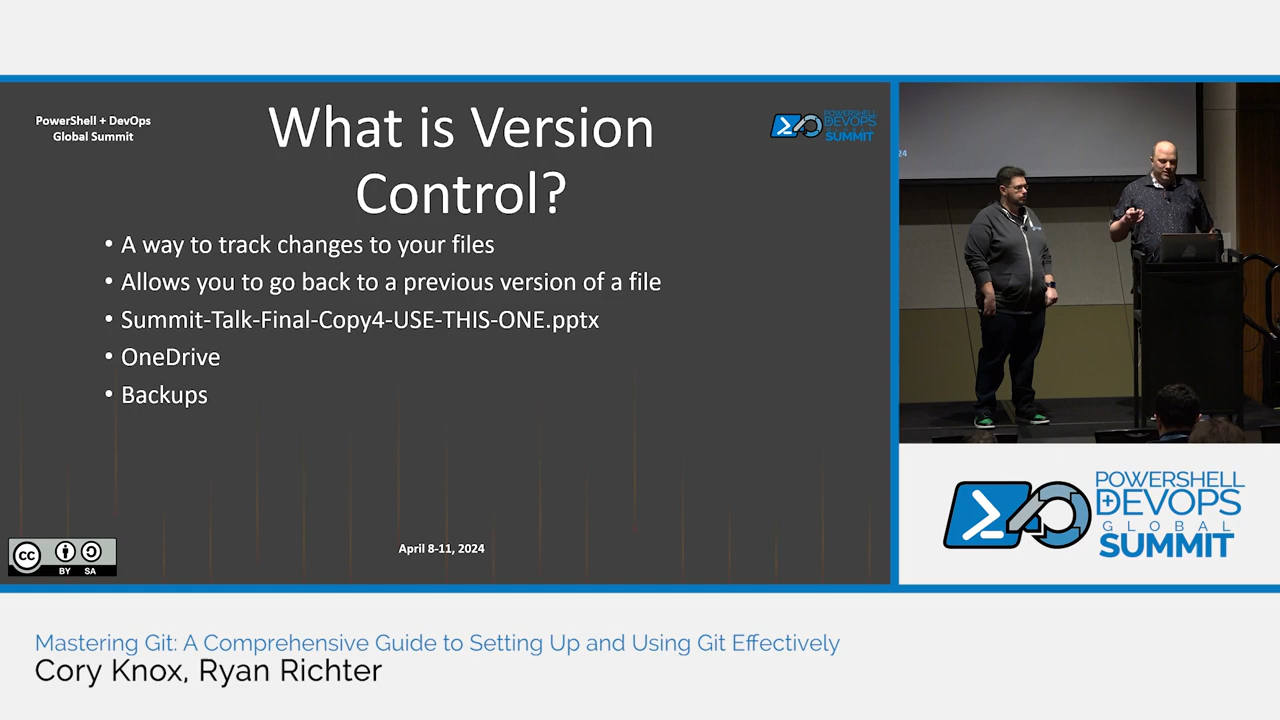 PowerShell + DevOps
Global Summit
What is Version
Control?
POWERSHELL
+DEVOPS
GLOBAL
SUMMIT
• A way to track changes to your files
• Allows you to go back to a previous version of a file
• Summit-Talk-Final-Copy4-USE-THIS-ONE.pptx
• OneDrive
• Backups
April 8-11, 2024
cc
BY SA
24
POWERSHELL
+DEVOPS
GLOBAL
SUMMIT
Mastering Git: A Comprehensive Guide to Setting Up and Using Git Effectively
Cory Knox, Ryan Richter